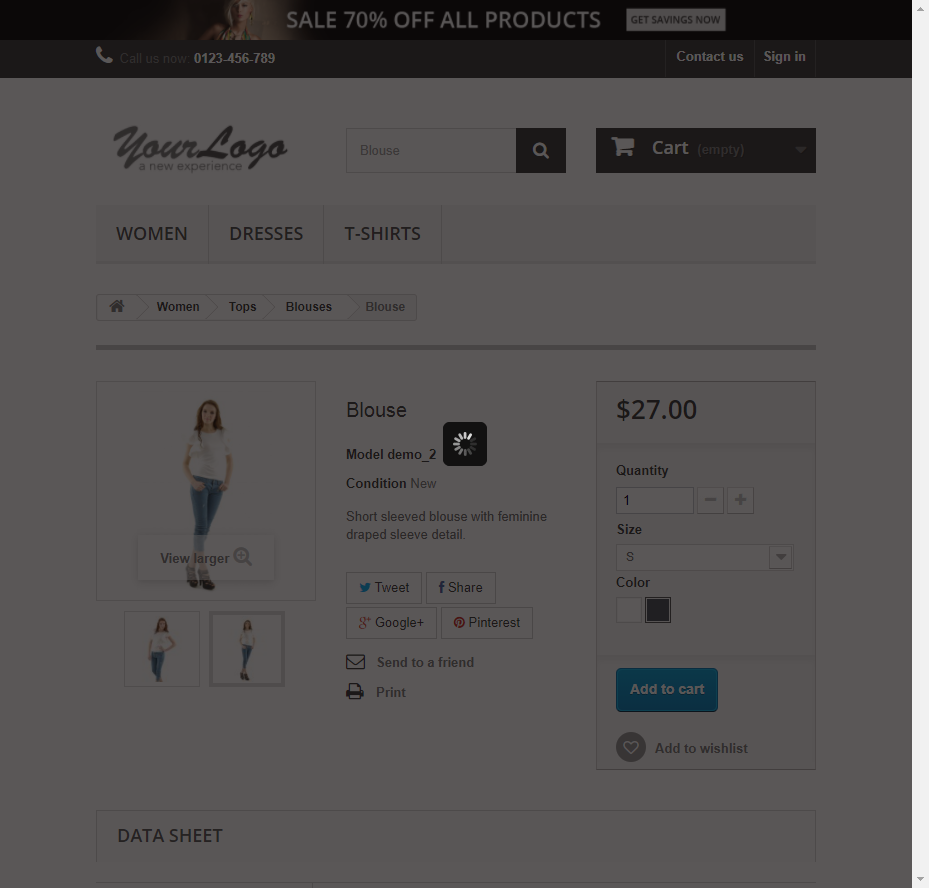 SALE 70% OFF ALL PRODUCTS GET SAVINGS NOW
Call us now: 0123-456-789
Contact us
Sign in
YourLogo
a new experience
Blouse
Cart (empty)
WOMEN
DRESSES
T-SHIRTS
Women
Tops
Blouses
Blouse
View larger
Blouse
Model demo_2
Condition New
Short sleeved blouse with feminine
draped sleeve detail.
Tweet
Share
Google+
Pinterest
Send to a friend
Print
$27.00
Quantity
1
Size
S
Color
Add to cart
Add to wishlist
DATA SHEET